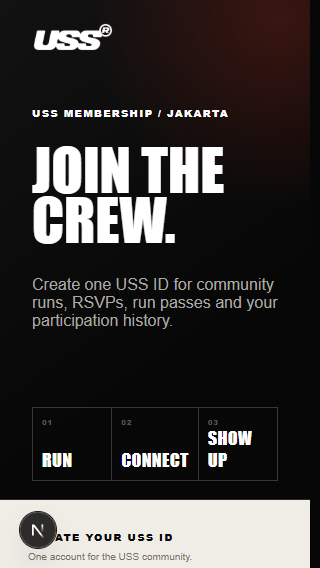 USS®
USS MEMBERSHIP / JAKARTA
JOIN THE
CREW.
Create one USS ID for community
runs, RSVPs, run passes and your
participation history.
01
RUN
02
CONNECT
03
SHOW
UP
N
ATE YOUR USS ID
One account for the USS community.